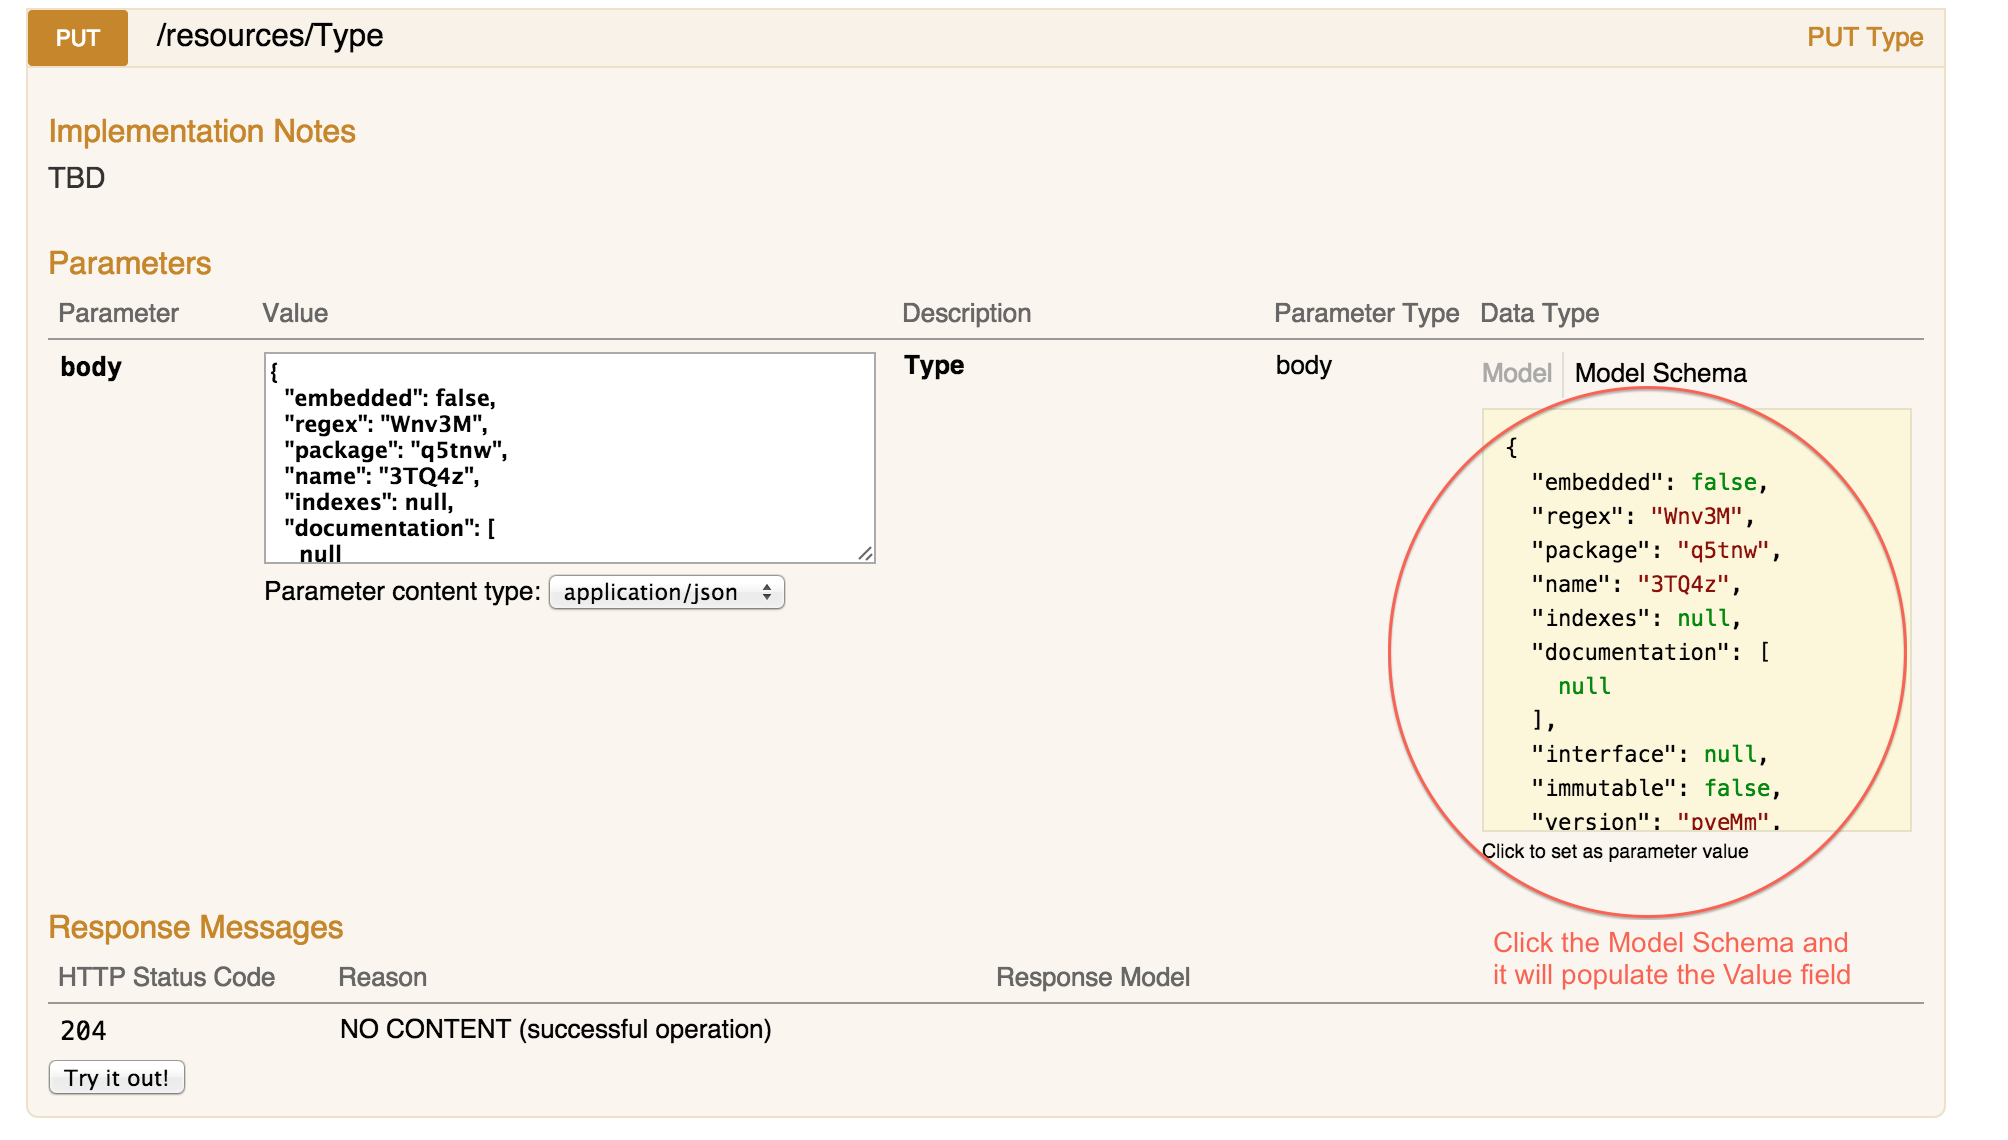 PUT /resources/Type PUT Type
Implementation Notes
TBD
Parameters
Parameter Value Description Parameter Type Data Type
body
{
"embedded": false,
"regex": "Wnv3M",
"package": "q5tnw",
"name": "3TQ4z",
"indexes": null,
"documentation": [
null
Parameter content type: application/json
Type
body
Model Model Schema
{
"embedded": false,
"regex": "Wnv3M",
"package": "q5tnw",
"name": "3TQ4z",
"indexes": null,
"documentation": [
null
],
"interface": null,
"immutable": false,
"version": "pveMm",
Click to set as parameter value
Click the Model Schema and
it will populate the Value field
Response Messages
HTTP Status Code Reason Response Model
204 NO CONTENT (successful operation)
Try it out!